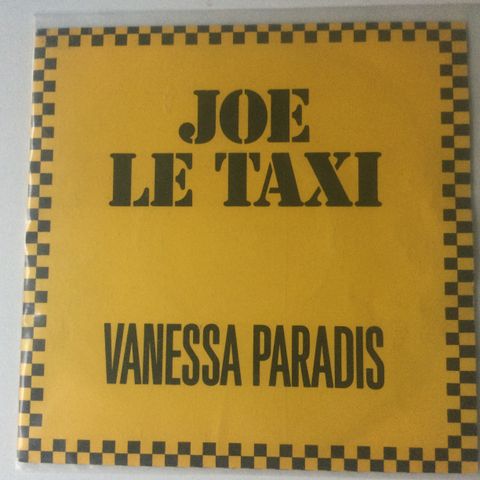 JOE
LE TAXI
VANESSA PARADIS